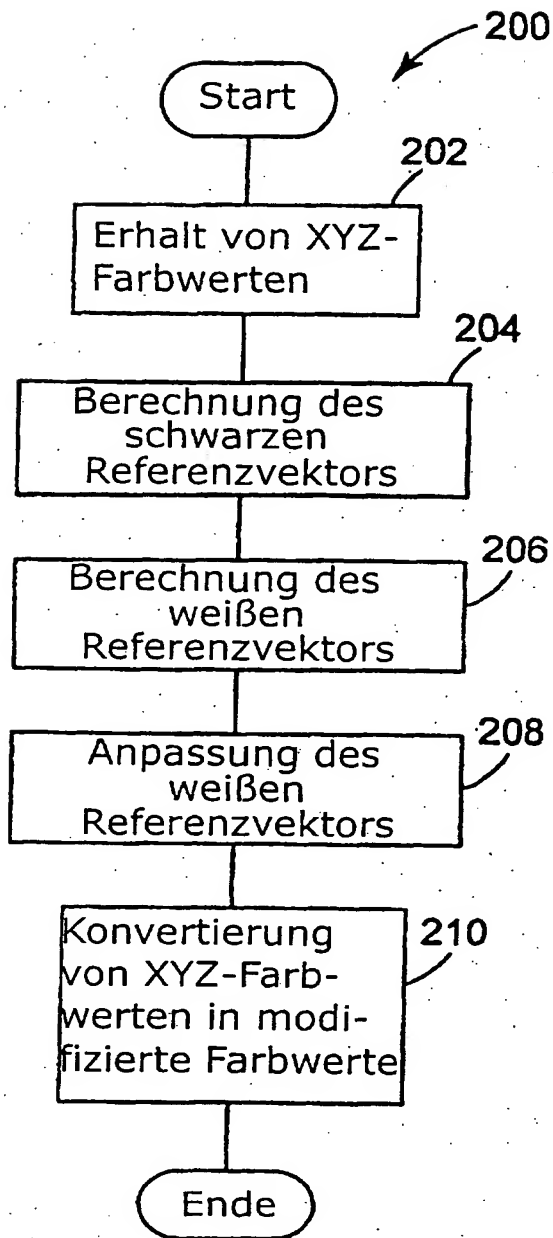 200
Start
202
Erhalt von XYZ-
Farbwerten
204
Berechnung des
schwarzen
Referenzvektors
206
Berechnung des
weißen
Referenzvektors
208
Anpassung des
weißen
Referenzvektors
210
Konvertierung
von XYZ-Farb-
werten in modi-
fizierte Farbwerte
Ende